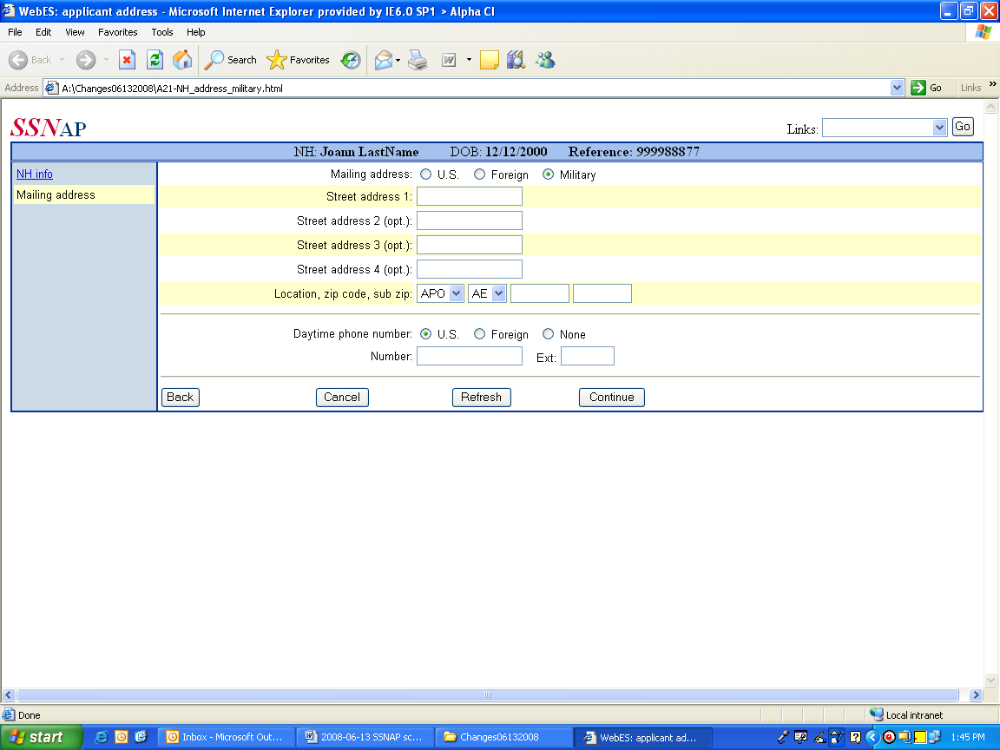 WebES: applicant address - Microsoft Internet Explorer provided by IE6.0 SP1 > Alpha CI
File Edit View Favorites Tools Help
Back Search Favorites
Address A:\Changes06132008\A21-NH_address_military.html Go Links »
SSNAP
Links: Go
NH: Joann LastName DOB: 12/12/2000 Reference: 999988877
NH info
Mailing address
Mailing address: U.S. Foreign Military
Street address 1:
Street address 2 (opt.):
Street address 3 (opt.):
Street address 4 (opt.):
Location, zip code, sub zip: APO AE
Daytime phone number: U.S. Foreign None
Number: Ext:
Back Cancel Refresh Continue
Done Local intranet
start Inbox - Microsoft Out... 2008-06-13 SSNAP sc... Changes06132008 WebES: applicant ad... 1:45 PM